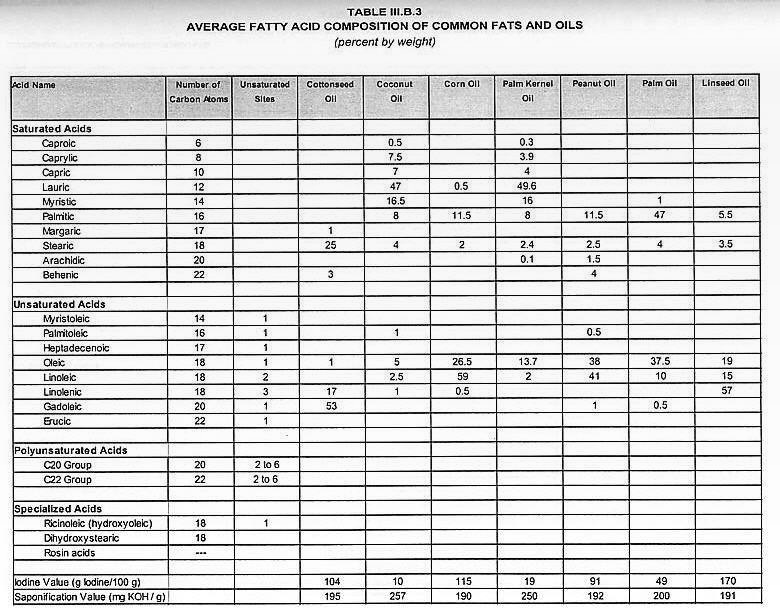 TABLE III.B.3
AVERAGE FATTY ACID COMPOSITION OF COMMON FATS AND OILS
(percent by weight)
Acid Name Number of Carbon Atoms Unsaturated Sites Cottonseed Oil Coconut Oil Corn Oil Palm Kernel Oil Peanut Oil Palm Oil Linseed Oil
Saturated Acids
Caproic 6 0.5 0.3
Caprylic 8 7.5 3.9
Capric 10 7 4
Lauric 12 47 0.5 49.6
Myristic 14 16.5 16 1
Palmitic 16 8 11.5 8 11.5 47 5.5
Margaric 17 1
Stearic 18 25 4 2 2.4 2.5 4 3.5
Arachidic 20 0.1 1.5
Behenic 22 3 4
Unsaturated Acids
Myristoleic 14 1
Palmitoleic 16 1 1 0.5
Heptadecenoic 17 1
Oleic 18 1 1 5 26.5 13.7 38 37.5 19
Linoleic 18 2 2.5 59 2 41 10 15
Linolenic 18 3 17 1 0.5 57
Gadoleic 20 1 53 1 0.5
Erucic 22 1
Polyunsaturated Acids
C20 Group 20 2 to 6
C22 Group 22 2 to 6
Specialized Acids
Ricinoleic (hydroxyoleic) 18 1
Dihydroxystearic 18
Rosin acids ---
Iodine Value (g Iodine/100 g) 104 10 115 19 91 49 170
Saponification Value (mg KOH / g) 195 257 190 250 192 200 191